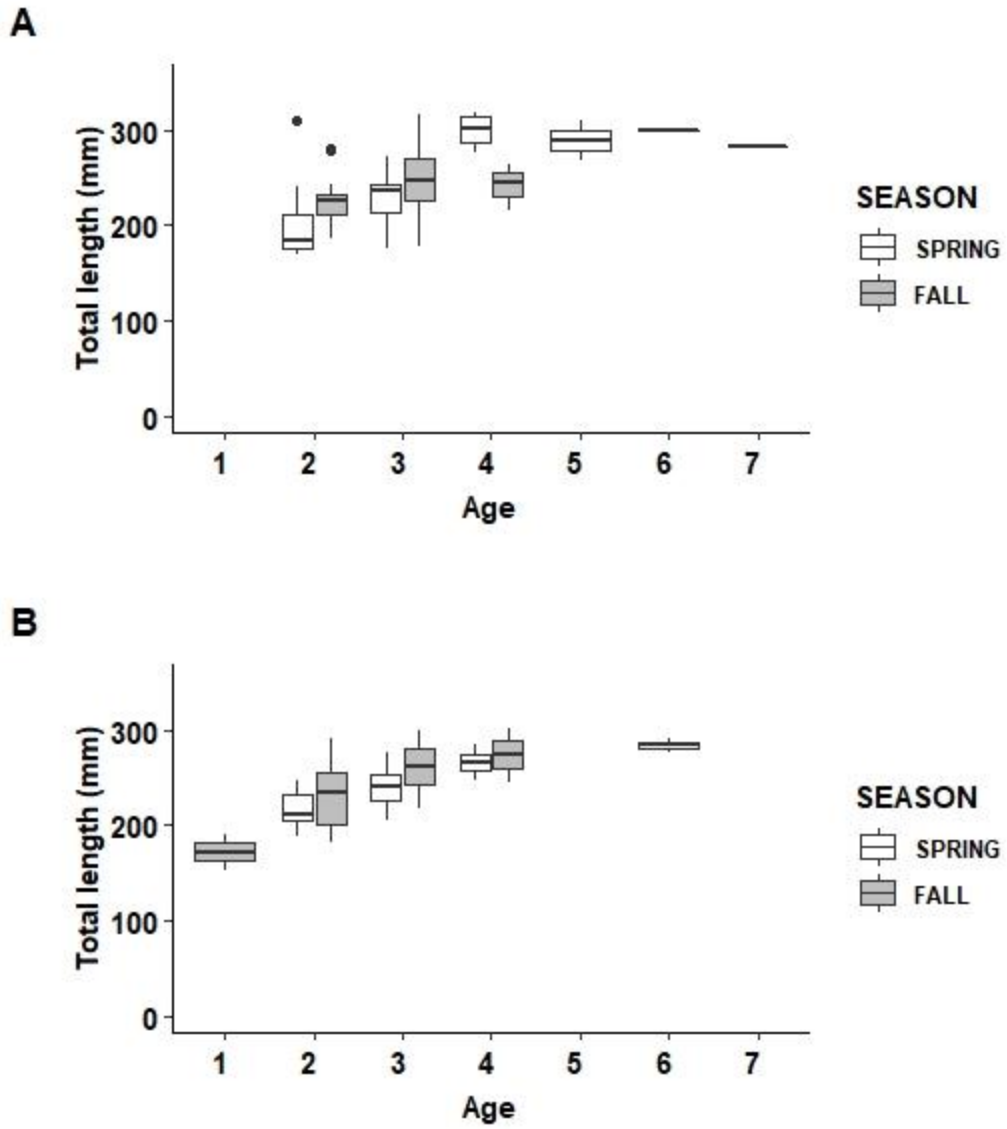 A
Total length (mm)
300
200
100
0
1 2 3 4 5 6 7
Age
SEASON
SPRING
FALL
B
Total length (mm)
300
200
100
0
1 2 3 4 5 6 7
Age
SEASON
SPRING
FALL